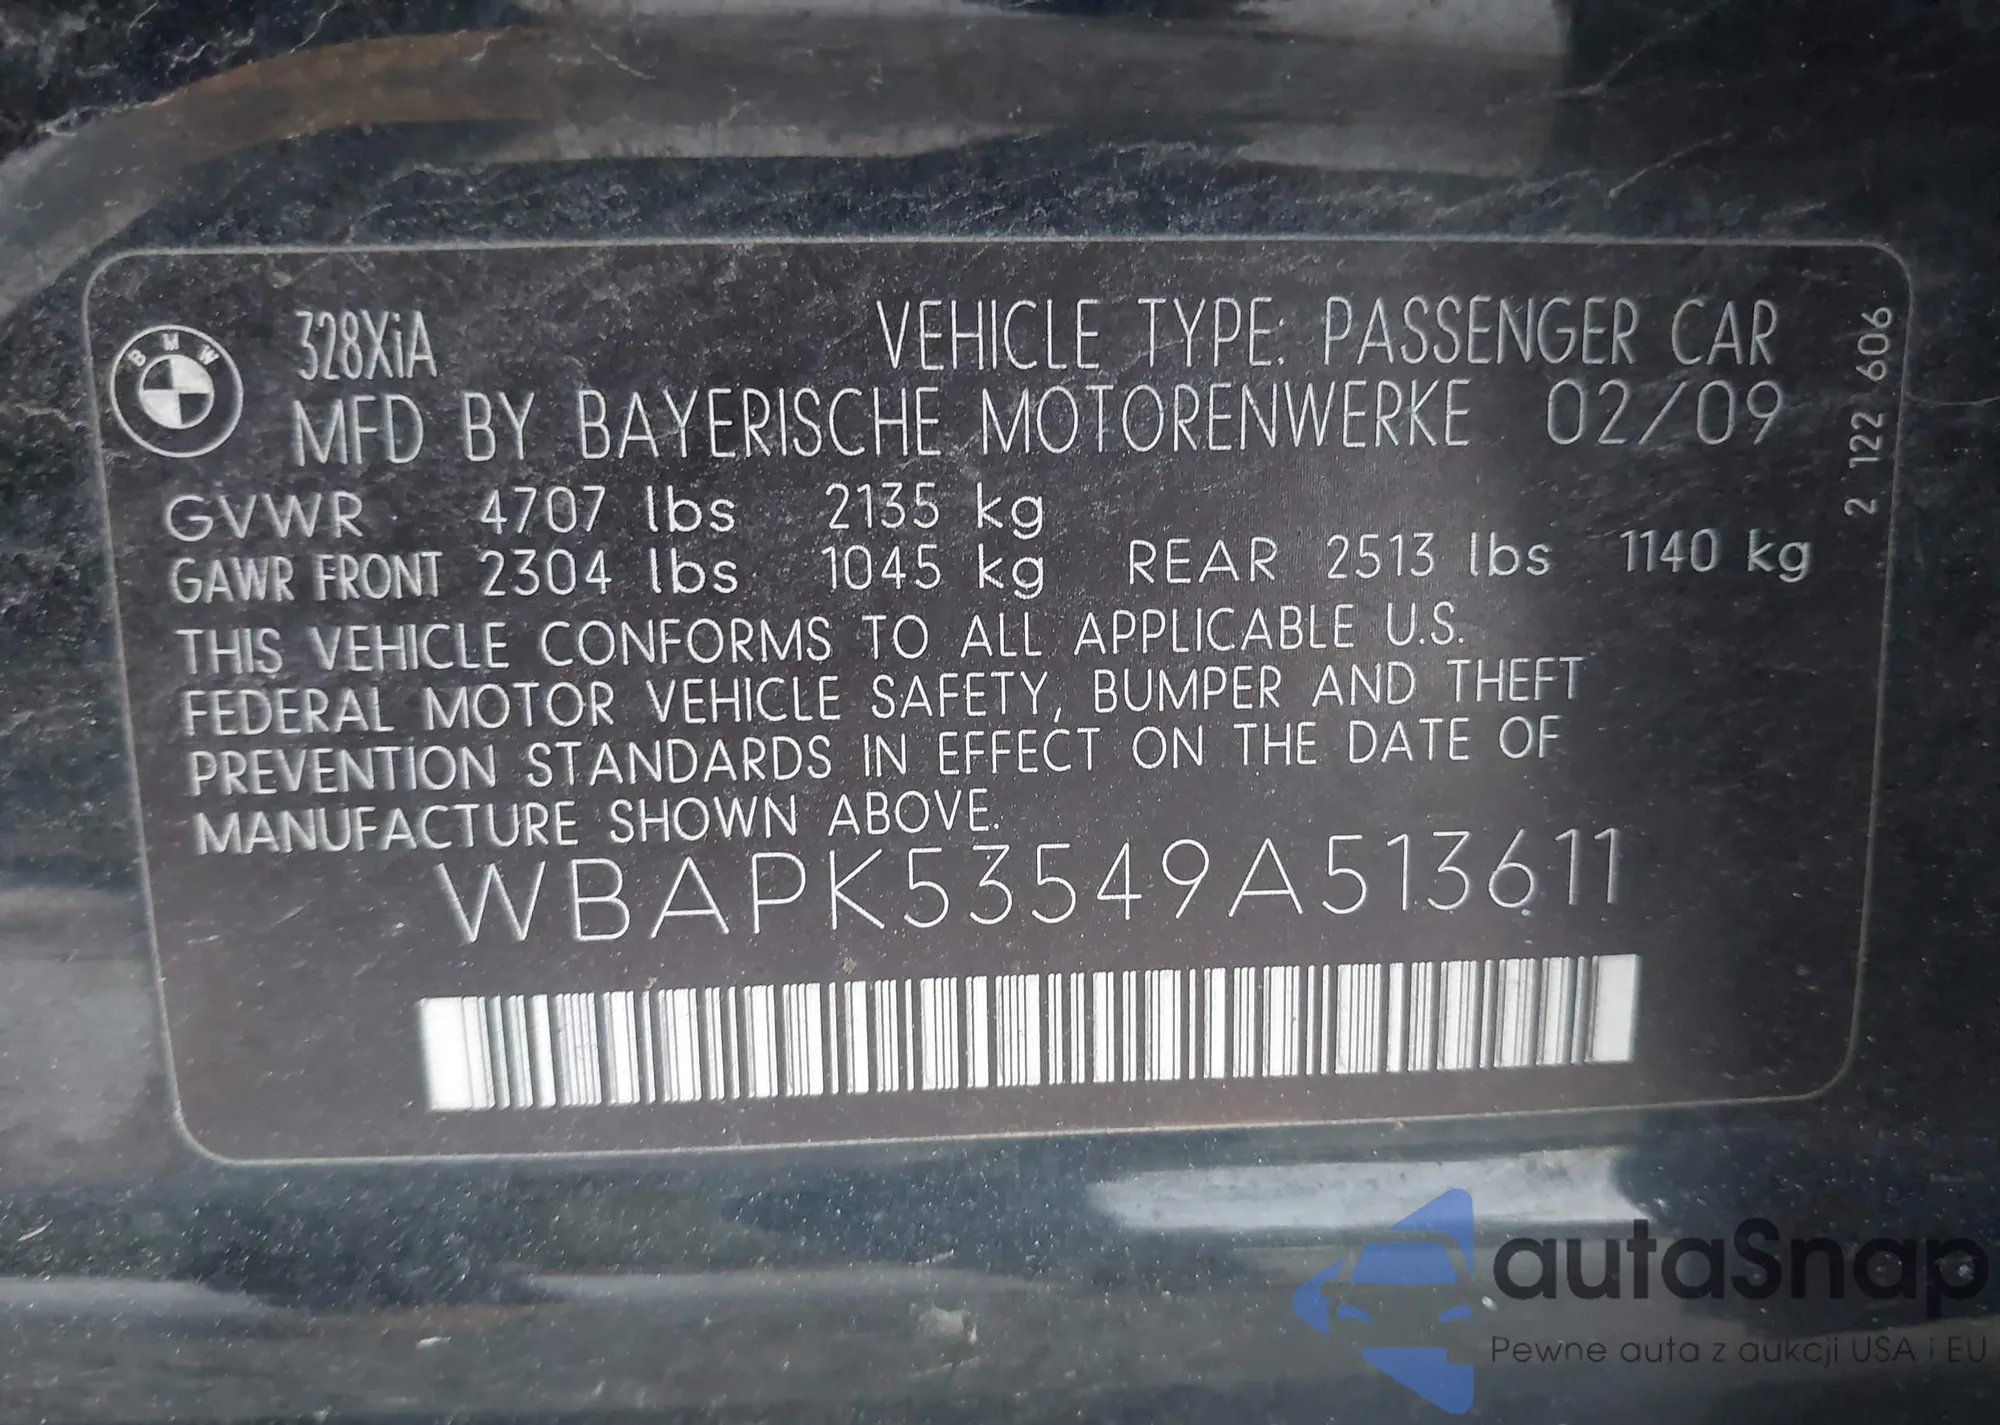 BMW
328XiA VEHICLE TYPE: PASSENGER CAR
MFD BY BAYERISCHE MOTORENWERKE 02/09
GVWR 4707 lbs 2135 kg
GAWR FRONT 2304 lbs 1045 kg REAR 2513 lbs 1140 kg
THIS VEHICLE CONFORMS TO ALL APPLICABLE U.S.
FEDERAL MOTOR VEHICLE SAFETY, BUMPER AND THEFT
PREVENTION STANDARDS IN EFFECT ON THE DATE OF
MANUFACTURE SHOWN ABOVE.
WBAPK53549A513611
2 122 606
autaSnap
Pewne auta z aukcji USA i EU